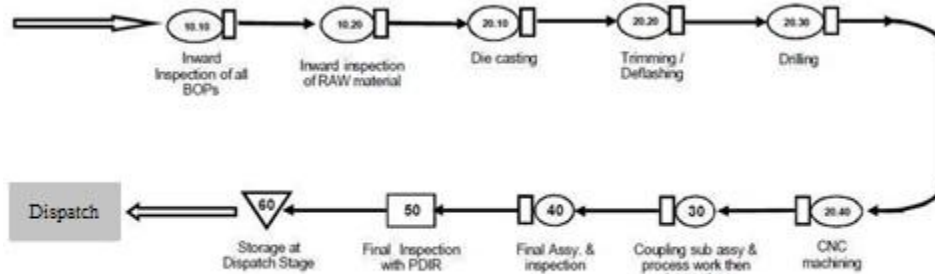 10.10
10.20
20.10
20.20
20.30
Inward
Inspection of all
BOPs
Inward inspection
of RAW material
Die casting
Trimming /
Deflashing
Drilling
Dispatch
60
50
40
30
20.40
Storage at
Dispatch Stage
Final Inspection
with PDIR
Final Assy. &
inspection
Coupling sub assy &
process work then
CNC
machining